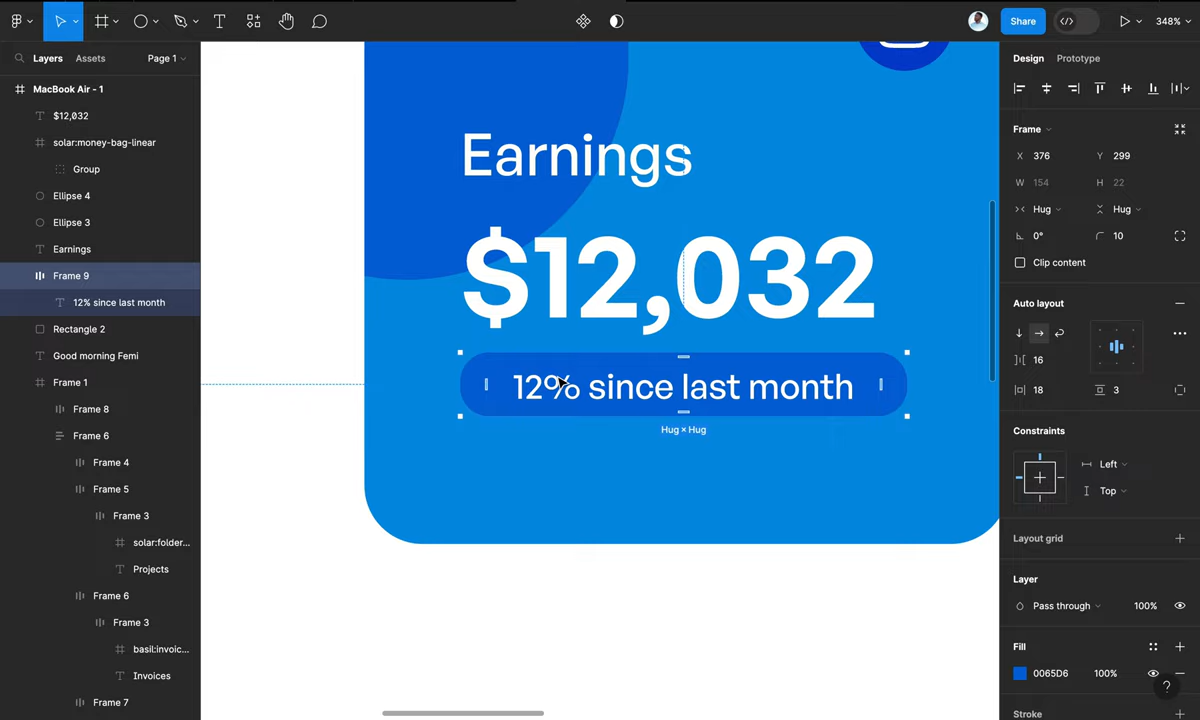 Share
348%
Layers
Assets
Page 1
MacBook Air - 1
$12,032
solar:money-bag-linear
Group
Ellipse 4
Ellipse 3
Earnings
Frame 9
12% since last month
Rectangle 2
Good morning Femi
Frame 1
Frame 8
Frame 6
Frame 4
Frame 5
Frame 3
solar:folder...
Projects
Frame 6
Frame 3
basil:invoic...
Invoices
Frame 7
Earnings
$12,032
12% since last month
Hug × Hug
Design
Prototype
Frame
X 376
Y 299
W 154
H 22
Hug
Hug
0°
10
Clip content
Auto layout
16
18
3
Constraints
Left
Top
Layout grid
Layer
Pass through
100%
Fill
0065D6
100%
?
Stroke